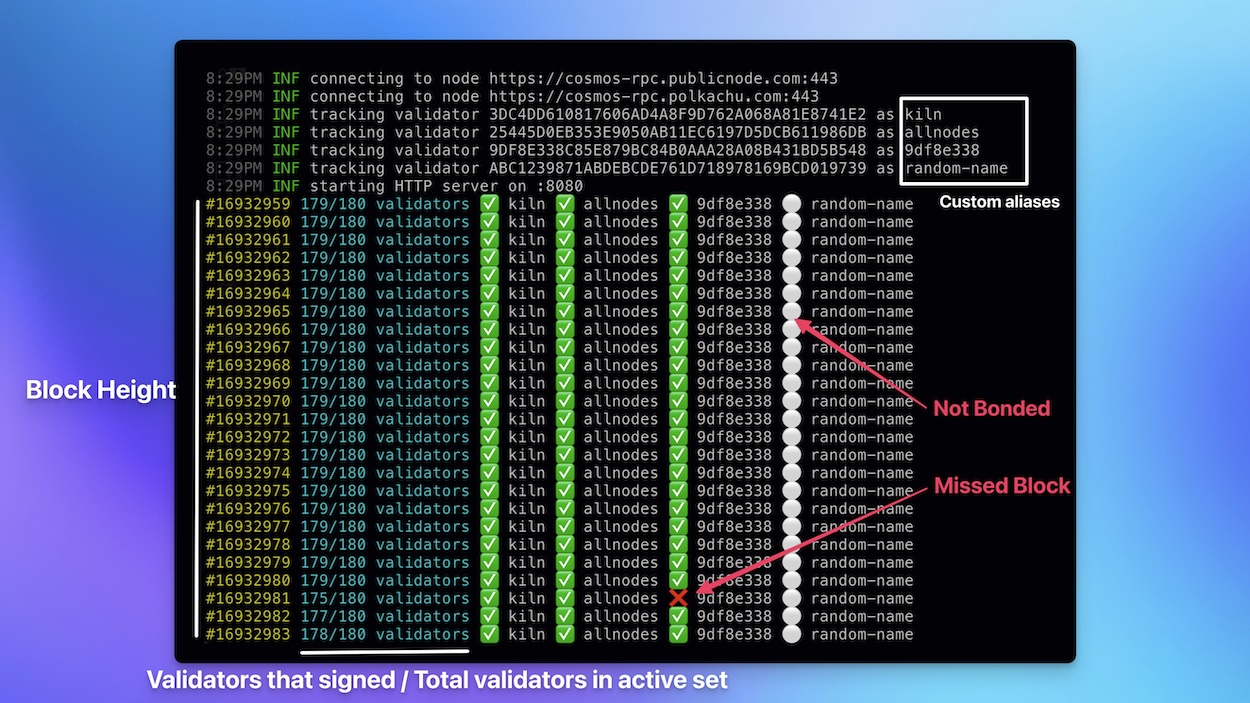 8:29PM INF connecting to node https://cosmos-rpc.publicnode.com:443
8:29PM INF connecting to node https://cosmos-rpc.polkachu.com:443
8:29PM INF tracking validator 3DC4DD610817606AD4A8F9D762A068A81E8741E2 as kiln
8:29PM INF tracking validator 25445D0EB353E9050AB11EC6197D5DCB611986DB as allnodes
8:29PM INF tracking validator 9DF8E338C85E879BC84B0AAA28A08B431BD5B548 as 9df8e338
8:29PM INF tracking validator ABC1239871ABDEBCDE761D718978169BCD019739 as random-name
8:29PM INF starting HTTP server on :8080
Custom aliases
#16932959 179/180 validators ✅ kiln ✅ allnodes ✅ 9df8e338 ⚪ random-name
#16932960 179/180 validators ✅ kiln ✅ allnodes ✅ 9df8e338 ⚪ random-name
#16932961 179/180 validators ✅ kiln ✅ allnodes ✅ 9df8e338 ⚪ random-name
#16932962 179/180 validators ✅ kiln ✅ allnodes ✅ 9df8e338 ⚪ random-name
#16932963 179/180 validators ✅ kiln ✅ allnodes ✅ 9df8e338 ⚪ random-name
#16932964 179/180 validators ✅ kiln ✅ allnodes ✅ 9df8e338 ⚪ random-name
#16932965 179/180 validators ✅ kiln ✅ allnodes ✅ 9df8e338 ⚪ random-name
#16932966 179/180 validators ✅ kiln ✅ allnodes ✅ 9df8e338 ⚪ random-name
#16932967 179/180 validators ✅ kiln ✅ allnodes ✅ 9df8e338 ⚪ random-name
#16932968 179/180 validators ✅ kiln ✅ allnodes ✅ 9df8e338 ⚪ random-name
#16932969 179/180 validators ✅ kiln ✅ allnodes ✅ 9df8e338 ⚪ random-name
#16932970 179/180 validators ✅ kiln ✅ allnodes ✅ 9df8e338 ⚪ random-name
#16932971 179/180 validators ✅ kiln ✅ allnodes ✅ 9df8e338 ⚪ random-name
#16932972 179/180 validators ✅ kiln ✅ allnodes ✅ 9df8e338 ⚪ random-name
#16932973 179/180 validators ✅ kiln ✅ allnodes ✅ 9df8e338 ⚪ random-name
#16932974 179/180 validators ✅ kiln ✅ allnodes ✅ 9df8e338 ⚪ random-name
#16932975 179/180 validators ✅ kiln ✅ allnodes ✅ 9df8e338 ⚪ random-name
#16932976 179/180 validators ✅ kiln ✅ allnodes ✅ 9df8e338 ⚪ random-name
#16932977 179/180 validators ✅ kiln ✅ allnodes ✅ 9df8e338 ⚪ random-name
#16932978 179/180 validators ✅ kiln ✅ allnodes ✅ 9df8e338 ⚪ random-name
#16932979 179/180 validators ✅ kiln ✅ allnodes ✅ 9df8e338 ⚪ random-name
#16932980 179/180 validators ✅ kiln ✅ allnodes ✅ 9df8e338 ⚪ random-name
#16932981 175/180 validators ✅ kiln ✅ allnodes ❌ 9df8e338 ⚪ random-name
#16932982 177/180 validators ✅ kiln ✅ allnodes ✅ 9df8e338 ⚪ random-name
#16932983 178/180 validators ✅ kiln ✅ allnodes ✅ 9df8e338 ⚪ random-name
Block Height
Not Bonded
Missed Block
Validators that signed / Total validators in active set